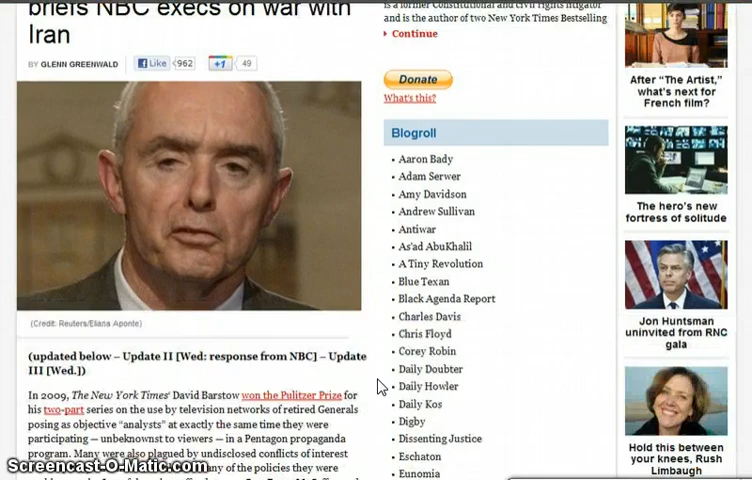 briefs NBC execs on war with
Iran
BY GLENN GREENWALD
Like
962
+1
49
(Credit: Reuters/Eliana Aponte)
(updated below – Update II [Wed: response from NBC] – Update
III [Wed.])
In 2009, The New York Times' David Barstow won the Pulitzer Prize for
his two-part series on the use by television networks of retired Generals
posing as objective "analysts" at exactly the same time they were
participating — unbeknownst to viewers — in a Pentagon propaganda
program. Many were also plagued by undisclosed conflicts of interest
any of the policies they were
Screencast-O-Matic.com
is a former Constitutional and civil rights litigator
and is the author of two New York Times Bestselling
Continue
Donate
What's this?
Blogroll
• Aaron Bady
• Adam Serwer
• Amy Davidson
• Andrew Sullivan
• Antiwar
• As'ad AbuKhalil
• A Tiny Revolution
• Blue Texan
• Black Agenda Report
• Charles Davis
• Chris Floyd
• Corey Robin
• Daily Doubter
• Daily Howler
• Daily Kos
• Digby
• Dissenting Justice
• Eschaton
• Eunomia
After "The Artist,"
what's next for
French film?
The hero's new
fortress of solitude
Jon Huntsman
uninvited from RNC
gala
Hold this between
your knees, Rush
Limbaugh